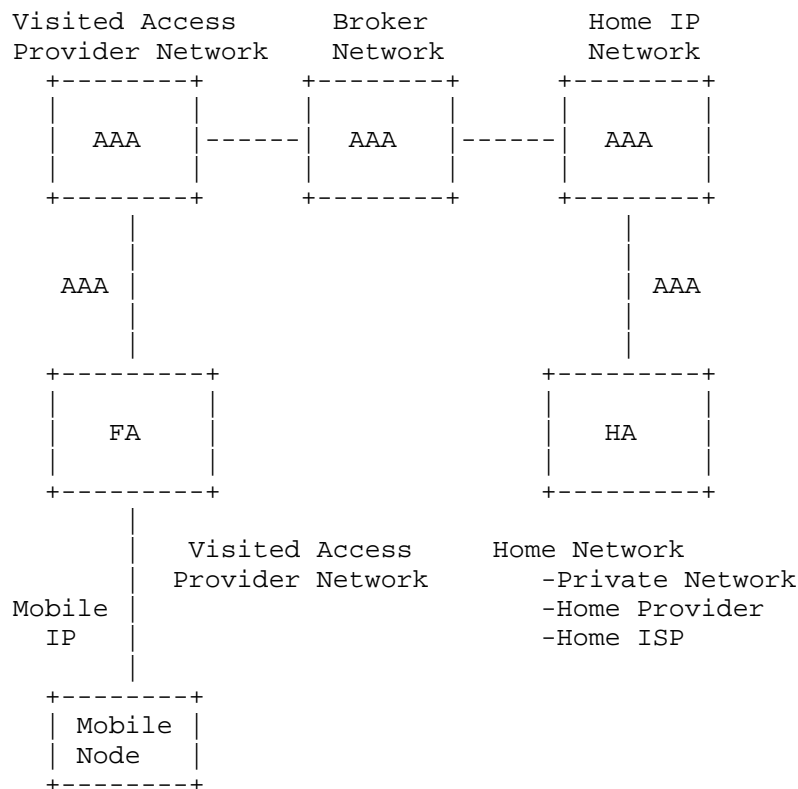 Visited Access Broker Home IP
Provider Network Network Network
AAA AAA AAA
AAA AAA
FA HA
Visited Access Home Network
Provider Network -Private Network
Mobile -Home Provider
IP -Home ISP
Mobile
Node